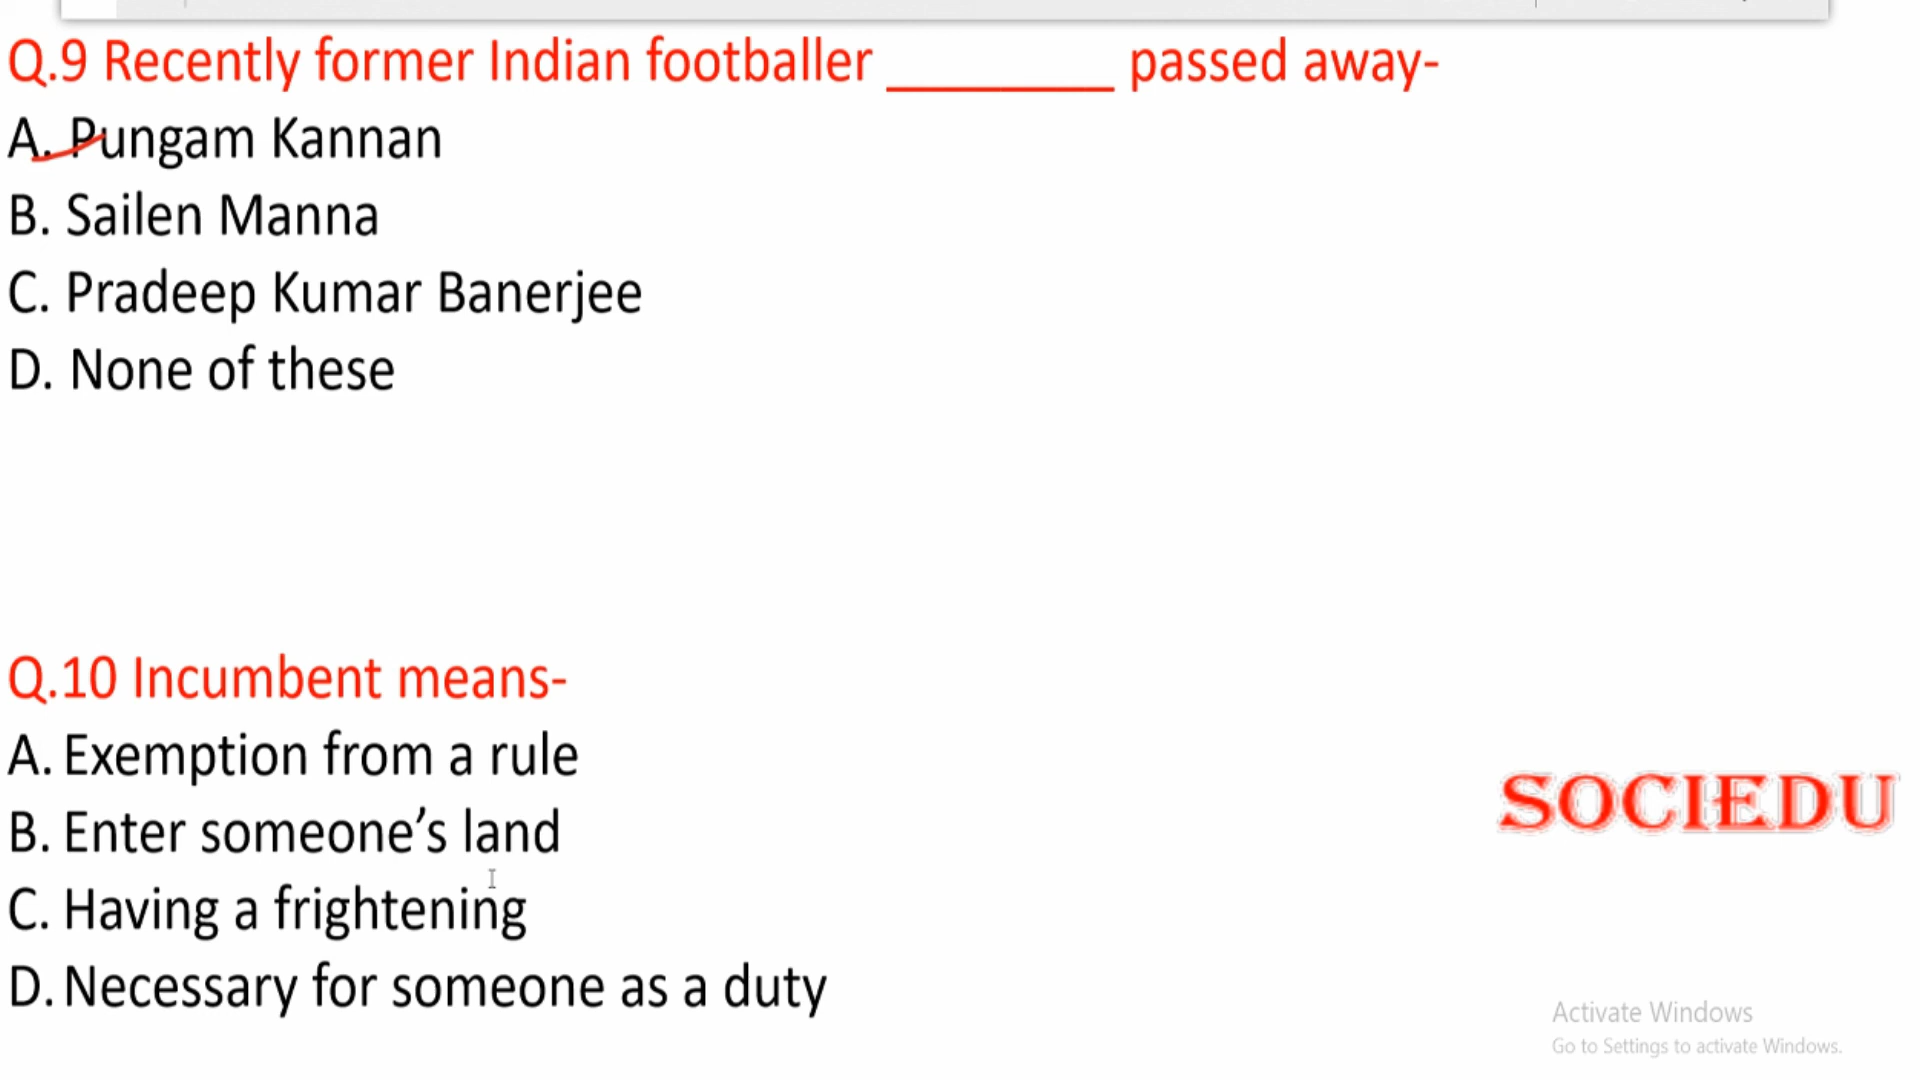 Q.9 Recently former Indian footballer ________ passed away-
A. Pungam Kannan
B. Sailen Manna
C. Pradeep Kumar Banerjee
D. None of these
Q.10 Incumbent means-
A. Exemption from a rule
B. Enter someone’s land
C. Having a frightening
D. Necessary for someone as a duty
SOCIEDU
Activate Windows
Go to Settings to activate Windows.